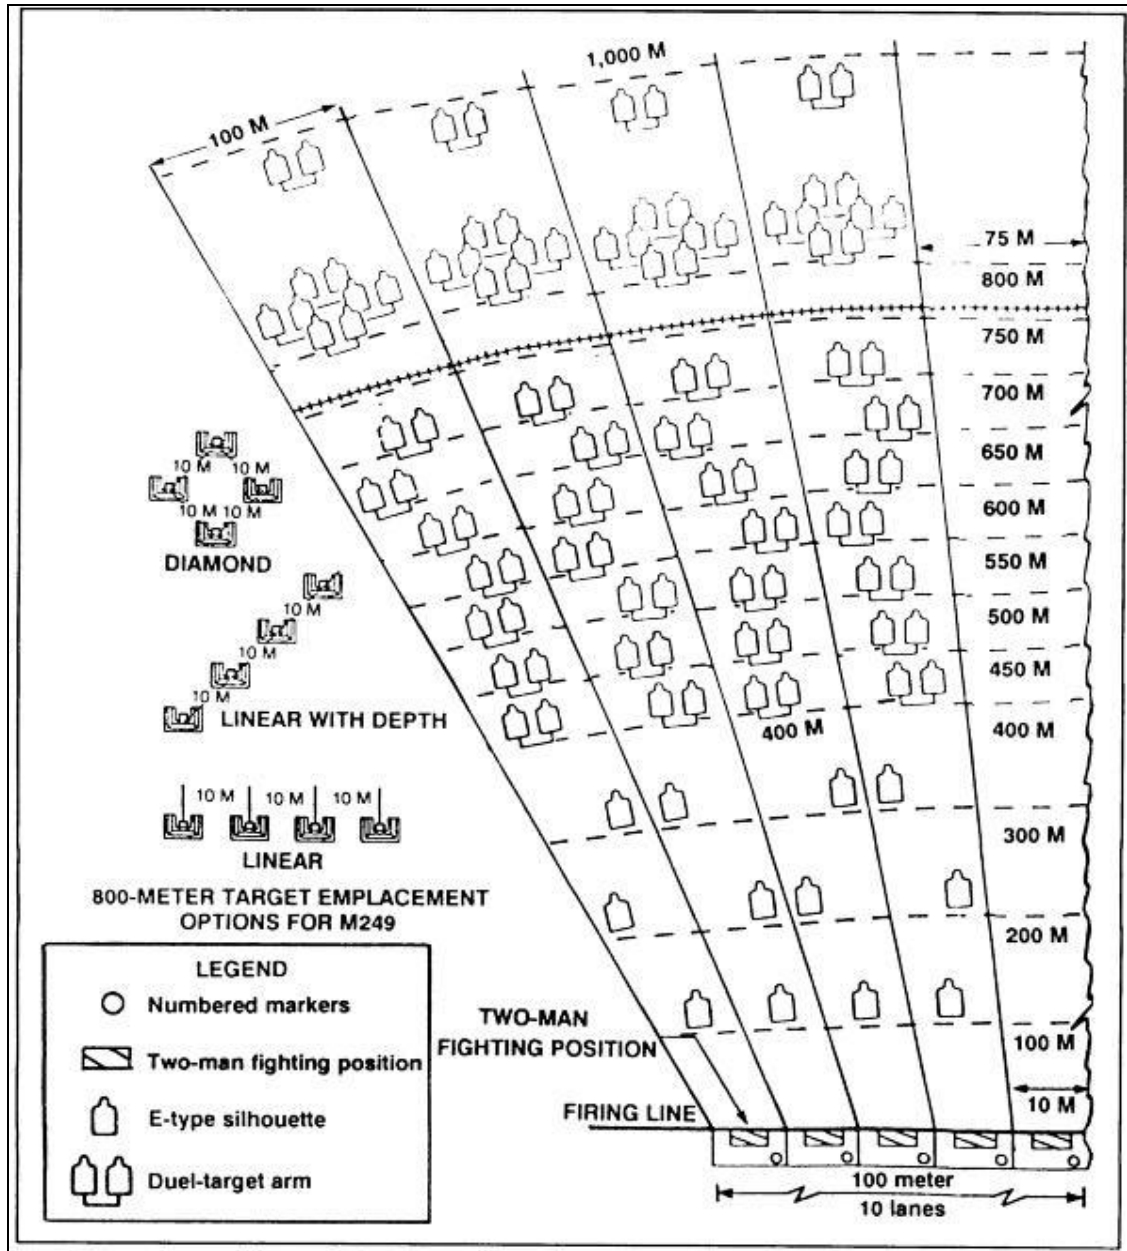 1,000 M
100 M
75 M
800 M
750 M
700 M
650 M
600 M
550 M
500 M
450 M
400 M
400 M
300 M
200 M
100 M
10 M
10 M 10 M
10 M 10 M
DIAMOND
10 M
10 M
10 M
LINEAR WITH DEPTH
10 M 10 M 10 M
LINEAR
800-METER TARGET EMPLACEMENT
OPTIONS FOR M249
LEGEND
Numbered markers
Two-man fighting position
E-type silhouette
Duel-target arm
TWO-MAN
FIGHTING POSITION
FIRING LINE
100 meter
10 lanes